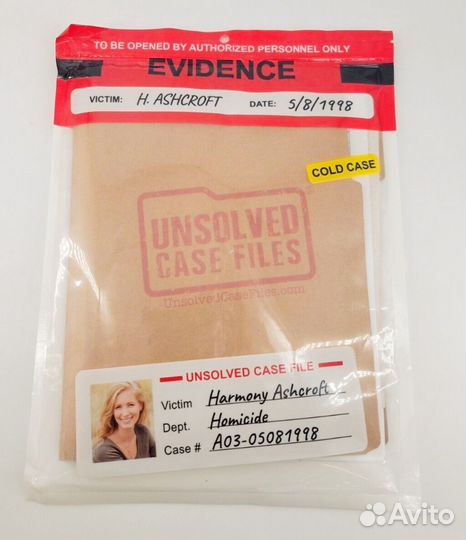 TO BE OPENED BY AUTHORIZED PERSONNEL ONLY
EVIDENCE
VICTIM: H. ASHCROFT DATE: 5/8/1998
COLD CASE
UNSOLVED
CASE FILES
UnsolvedCaseFiles.com
UNSOLVED CASE FILE
Victim Harmony Ashcroft
Dept. Homicide
Case # A03-05081998
Avito